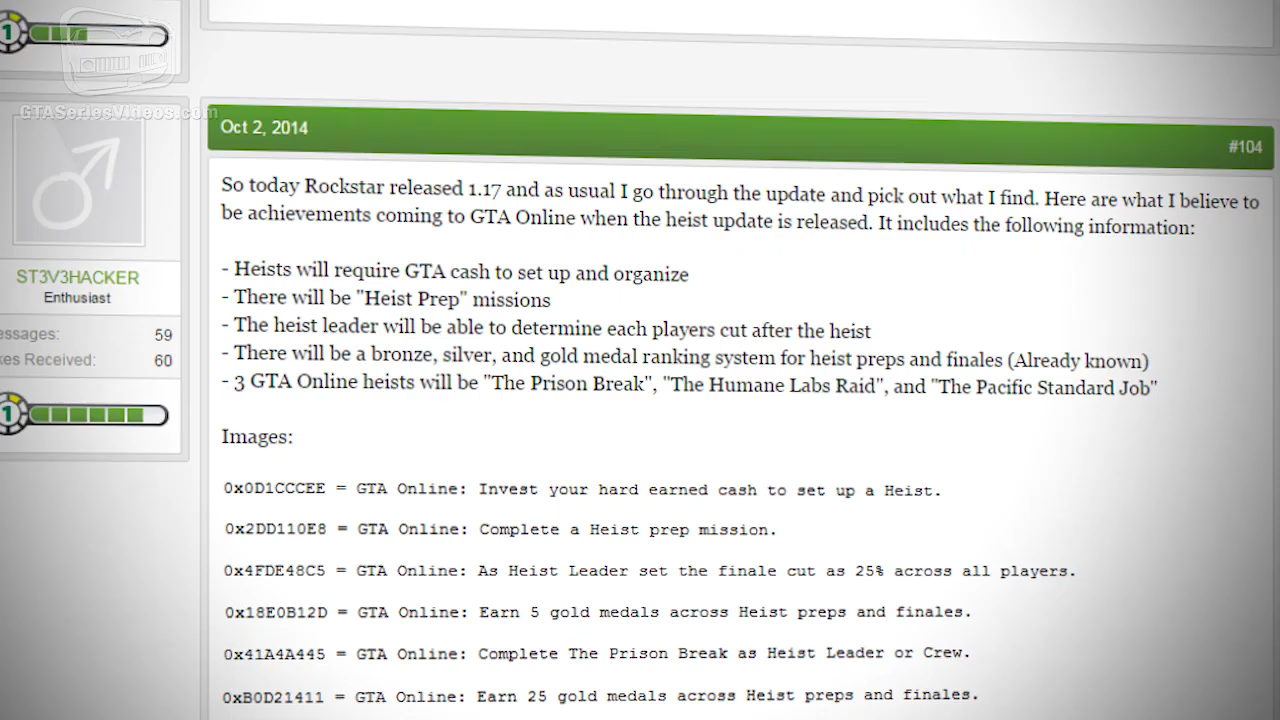 1
GTASeriesVideos.com
Oct 2, 2014
#104
So today Rockstar released 1.17 and as usual I go through the update and pick out what I find. Here are what I believe to
be achievements coming to GTA Online when the heist update is released. It includes the following information:
- Heists will require GTA cash to set up and organize
- There will be "Heist Prep" missions
- The heist leader will be able to determine each players cut after the heist
- There will be a bronze, silver, and gold medal ranking system for heist preps and finales (Already known)
- 3 GTA Online heists will be "The Prison Break", "The Humane Labs Raid", and "The Pacific Standard Job"
Images:
0x0D1CCCEE = GTA Online: Invest your hard earned cash to set up a Heist.
0x2DD110E8 = GTA Online: Complete a Heist prep mission.
0x4FDE48C5 = GTA Online: As Heist Leader set the finale cut as 25% across all players.
0x18E0B12D = GTA Online: Earn 5 gold medals across Heist preps and finales.
0x41A4A445 = GTA Online: Complete The Prison Break as Heist Leader or Crew.
0xB0D21411 = GTA Online: Earn 25 gold medals across Heist preps and finales.
ST3V3HACKER
Enthusiast
essages: 59
kes Received: 60
1